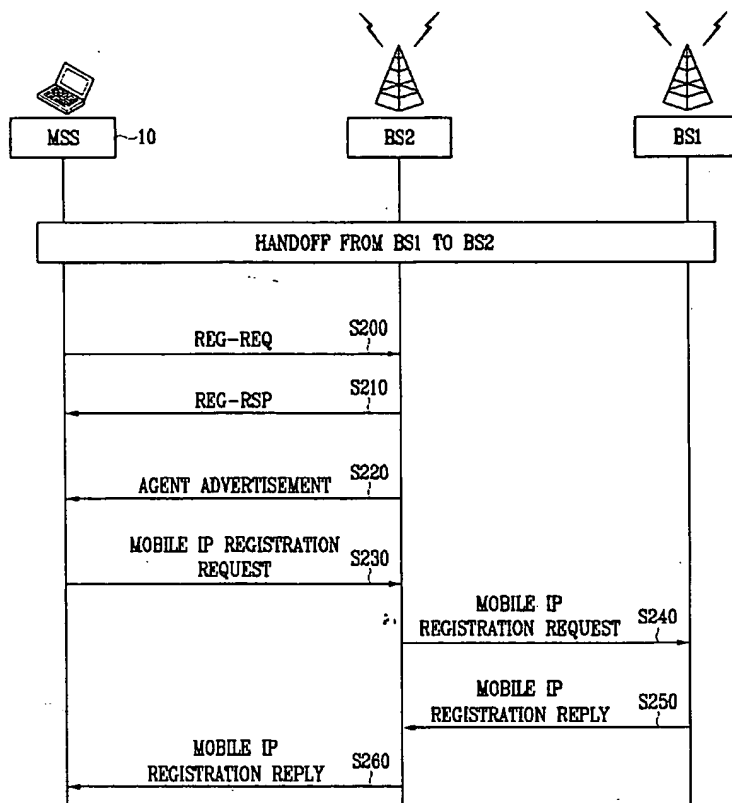 MSS
10
BS2
BS1
HANDOFF FROM BS1 TO BS2
REG-REQ
S200
REG-RSP
S210
AGENT ADVERTISEMENT
S220
MOBILE IP REGISTRATION
REQUEST
S230
MOBILE IP
REGISTRATION REQUEST
S240
MOBILE IP
REGISTRATION REPLY
S250
MOBILE IP
REGISTRATION REPLY
S260